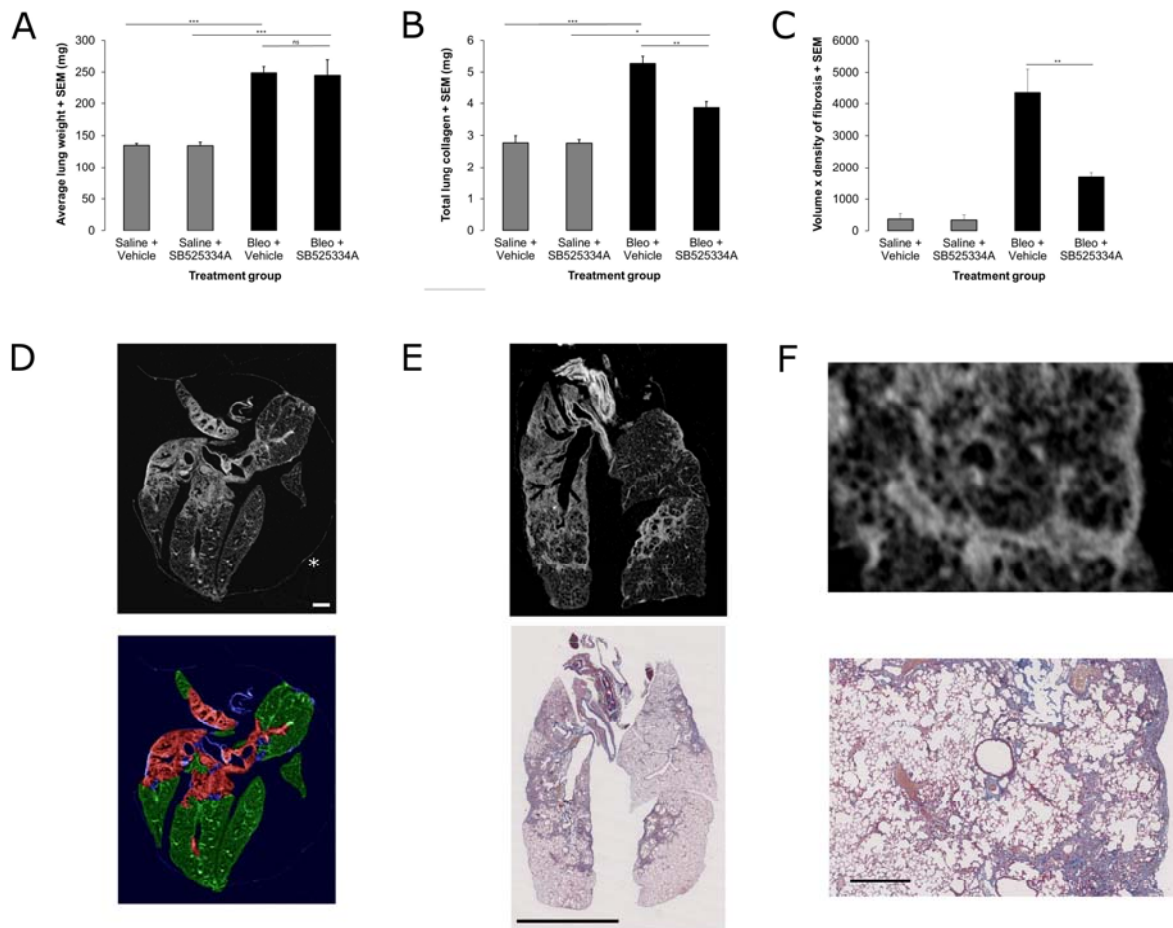 A
Average lung weight + SEM (mg)
300
250
200
150
100
50
0
***
***
ns
Saline + Vehicle
Saline + SB525334A
Bleo + Vehicle
Bleo + SB525334A
Treatment group
B
Total lung collagen + SEM (mg)
6
5
4
3
2
1
0
***
*
**
Saline + Vehicle
Saline + SB525334A
Bleo + Vehicle
Bleo + SB525334A
Treatment group
C
Volume x density of fibrosis + SEM
6000
5000
4000
3000
2000
1000
0
**
Saline + Vehicle
Saline + SB525334A
Bleo + Vehicle
Bleo + SB525334A
Treatment group
D
*
E
F